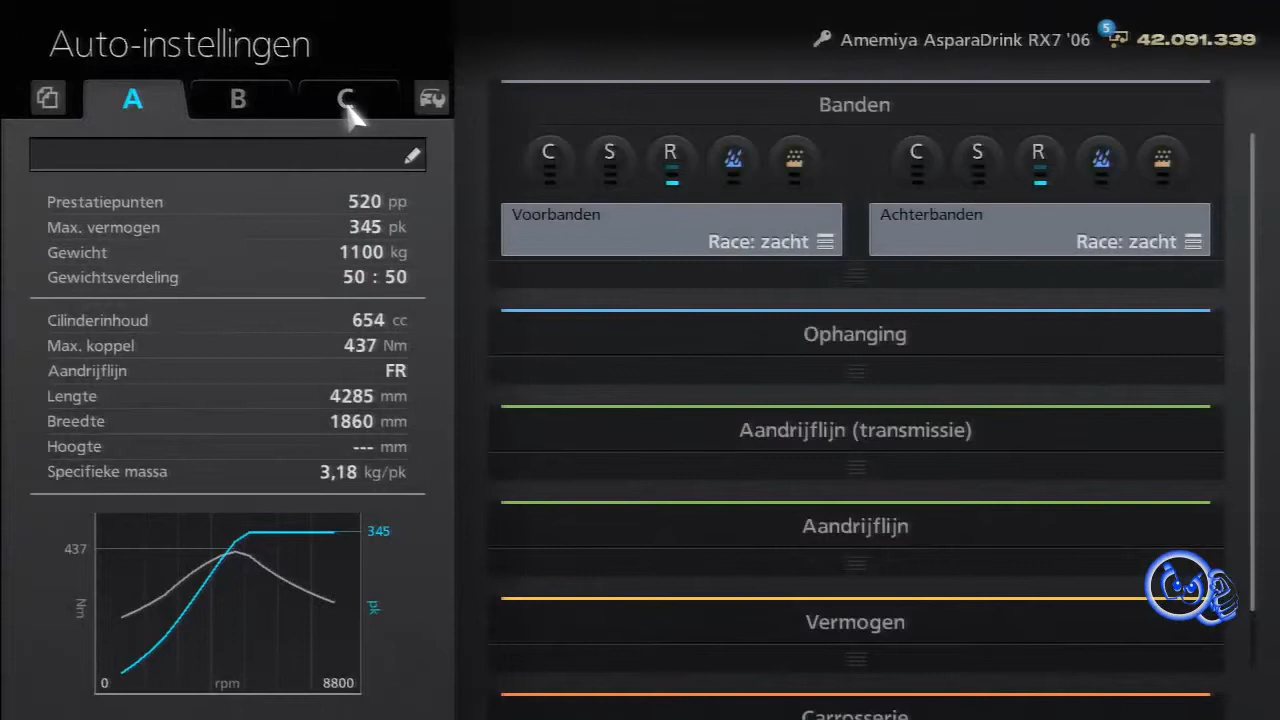 Auto-instellingen
Amemiya AsparaDrink RX7 '06
5
42.091.339
A
B
C
Prestatiepunten 520 pp
Max. vermogen 345 pk
Gewicht 1100 kg
Gewichtsverdeling 50 : 50
Cilinderinhoud 654 cc
Max. koppel 437 Nm
Aandrijflijn FR
Lengte 4285 mm
Breedte 1860 mm
Hoogte --- mm
Specifieke massa 3,18 kg/pk
345
437
Nm
pk
0 rpm 8800
Banden
C S R C S R
Voorbanden
Race: zacht
Achterbanden
Race: zacht
Ophanging
Aandrijflijn (transmissie)
Aandrijflijn
Vermogen
Carrosserie